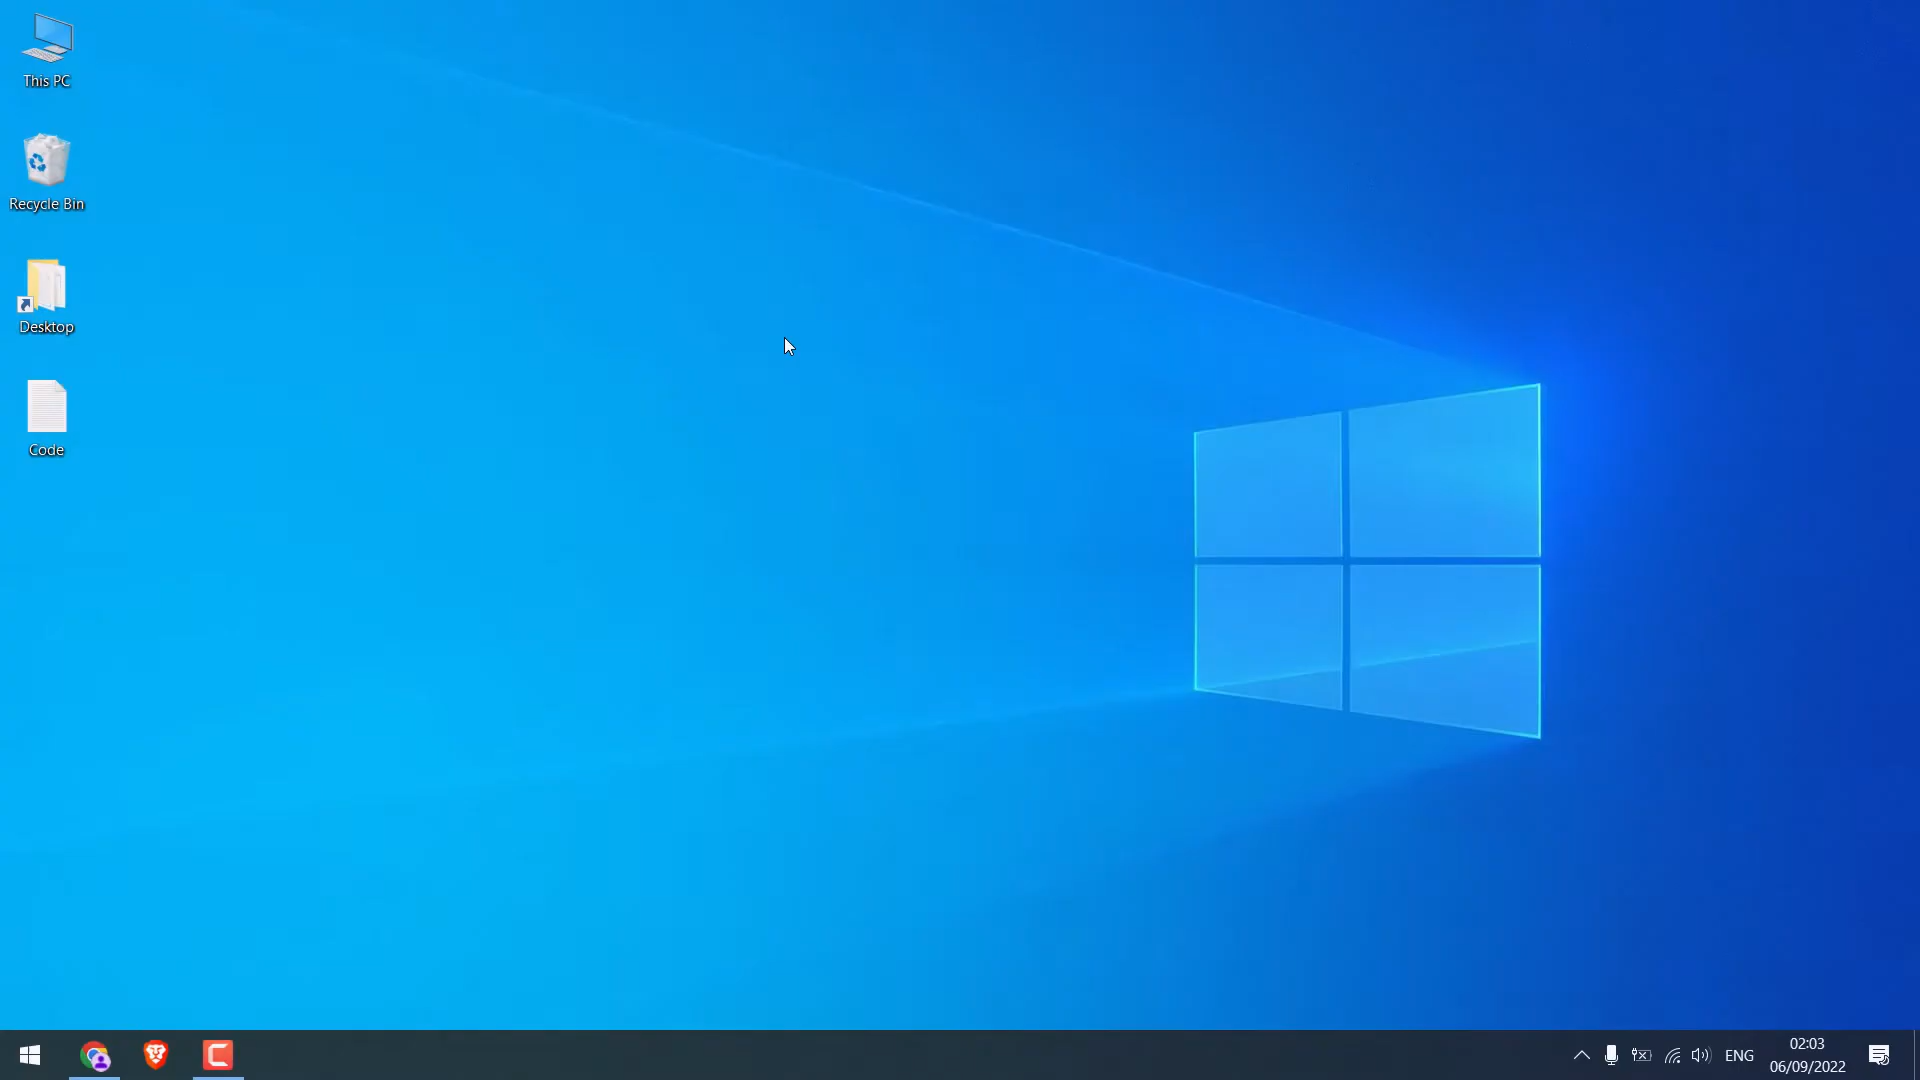 This PC
Recycle Bin
Desktop
Code
ENG
02:03
06/09/2022